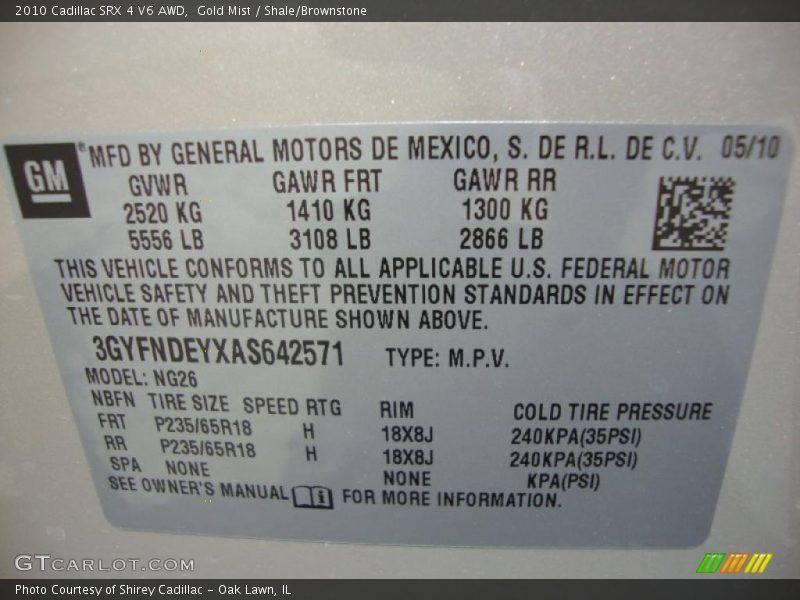 2010 Cadillac SRX 4 V6 AWD,  Gold Mist / Shale/Brownstone
GM ® MFD BY GENERAL MOTORS DE MEXICO, S. DE R.L. DE C.V. 05/10
GVWR GAWR FRT GAWR RR
2520 KG 1410 KG 1300 KG
5556 LB 3108 LB 2866 LB
THIS VEHICLE CONFORMS TO ALL APPLICABLE U.S. FEDERAL MOTOR
VEHICLE SAFETY AND THEFT PREVENTION STANDARDS IN EFFECT ON
THE DATE OF MANUFACTURE SHOWN ABOVE.
3GYFNDEYXAS642571 TYPE: M.P.V.
MODEL: NG26
NBFN TIRE SIZE SPEED RTG RIM COLD TIRE PRESSURE
FRT P235/65R18 H 18X8J 240KPA(35PSI)
RR P235/65R18 H 18X8J 240KPA(35PSI)
SPA NONE NONE KPA(PSI)
SEE OWNER'S MANUAL FOR MORE INFORMATION.
GTCARLOT.COM
Photo Courtesy of Shirey Cadillac - Oak Lawn, IL